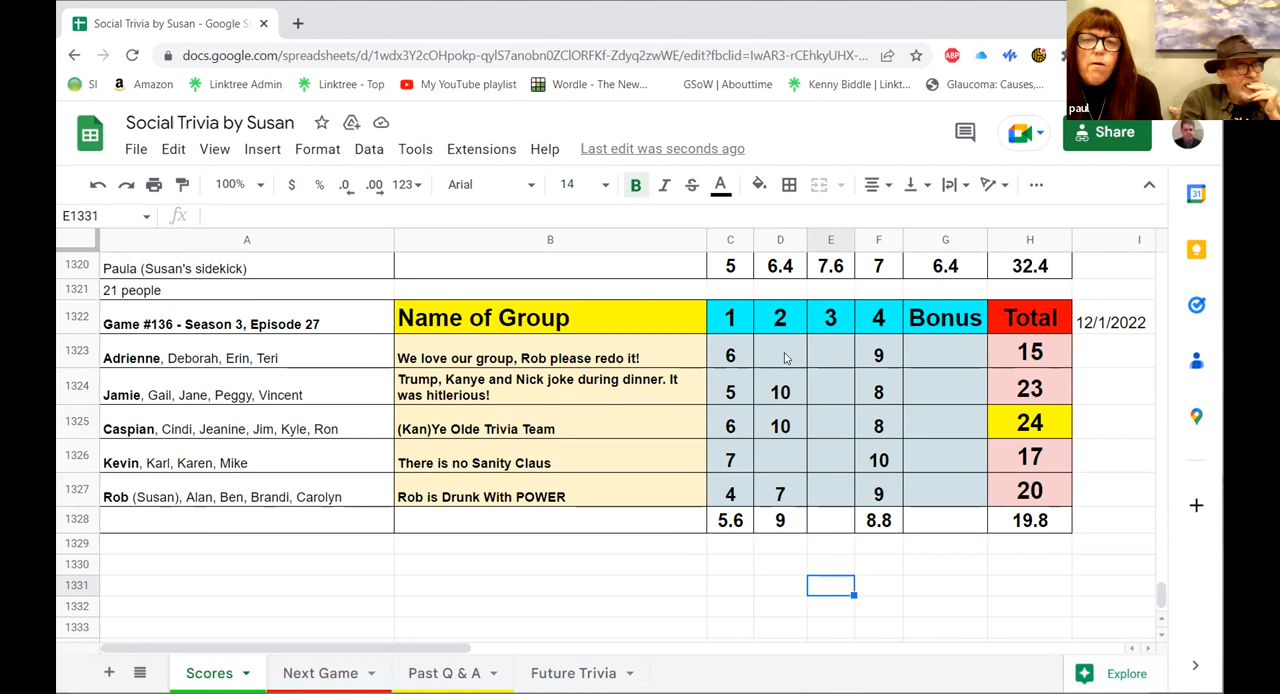 Social Trivia by Susan - Google S
docs.google.com/spreadsheets/d/
ABP
SI
Amazon
Linktree Admin
Linktree - Top
My YouTube playlist
Wordle - The New...
GSoW | Abouttime
Kenny Biddle | Linkt...
Glaucoma: Causes,...
paul
Social Trivia by Susan
File Edit View Insert Data Tools Extensions Help Last edit was seconds ago
Share
100% $ % .0 .00 123 Arial 14 B I S A
31
E1331 fx
A B C D E F G H I
1320 Paula (Susan's sidekick) 5 6.4 7.6 7 6.4 32.4
1321 21 people
1322 Game #136 - Season 3, Episode 27 Name of Group 1 2 3 4 Bonus Total 12/1/2022
1323 Adrienne, Deborah, Erin, Teri We love our group, Rob please redo it! 6 9 15
1324 Jamie, Gail, Jane, Peggy, Vincent Trump, Kanye and Nick joke during dinner. It was hitlerious! 5 10 8 23
1325 Caspian, Cindi, Jeanine, Jim, Kyle, Ron (Kan)Ye Olde Trivia Team 6 10 8 24
1326 Kevin, Karl, Karen, Mike There is no Sanity Claus 7 10 17
1327 Rob (Susan), Alan, Ben, Brandi, Carolyn Rob is Drunk With POWER 4 7 9 20
1328 5.6 9 8.8 19.8
1329
1330
1331
1332
1333
Scores Next Game Past Q & A Future Trivia Explore